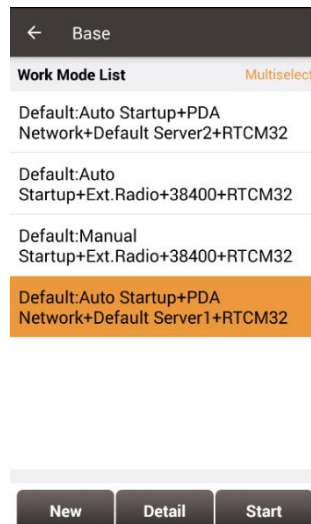 Base
Work Mode List Multiselect
Default:Auto Startup+PDA
Network+Default Server2+RTCM32
Default:Auto
Startup+Ext.Radio+38400+RTCM32
Default:Manual
Startup+Ext.Radio+38400+RTCM32
Default:Auto Startup+PDA
Network+Default Server1+RTCM32
New Detail Start